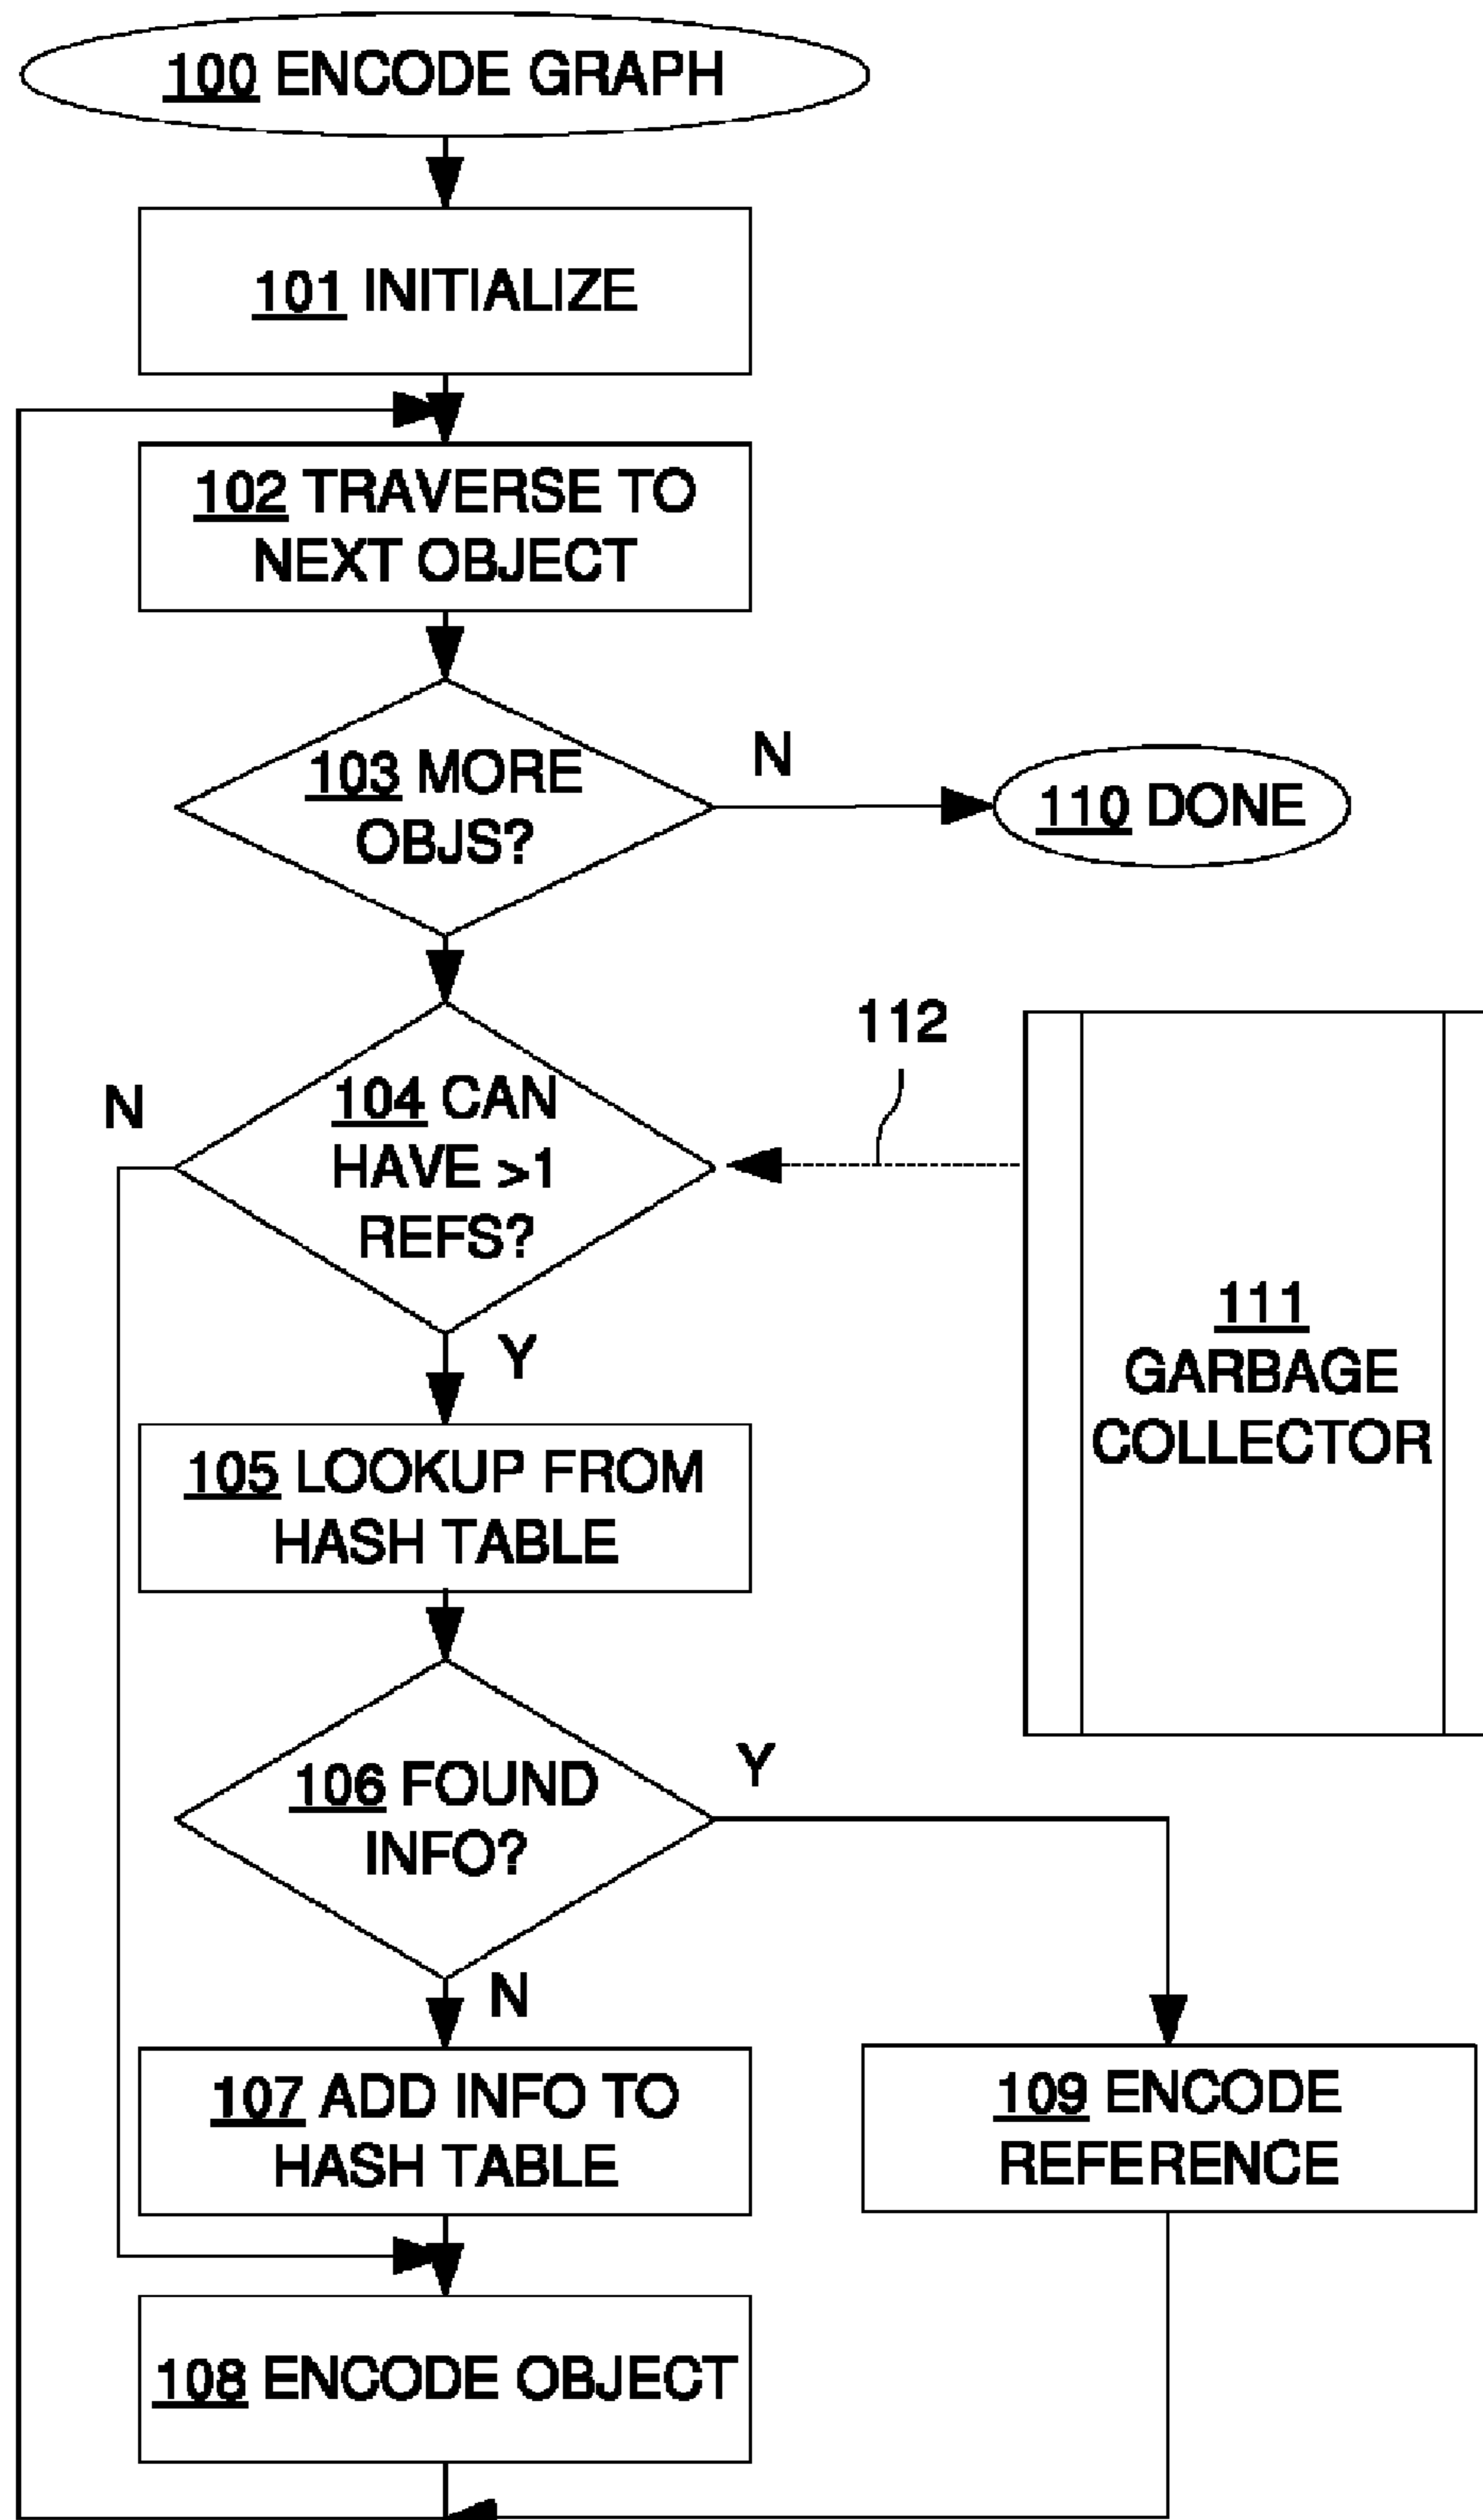 100 ENCODE GRAPH
101 INITIALIZE
102 TRAVERSE TO
NEXT OBJECT
103 MORE
OBJS?
N
110 DONE
112
N
104 CAN
HAVE >1
REFS?
Y
111
GARBAGE
COLLECTOR
105 LOOKUP FROM
HASH TABLE
106 FOUND
INFO?
Y
N
107 ADD INFO TO
HASH TABLE
109 ENCODE
REFERENCE
108 ENCODE OBJECT